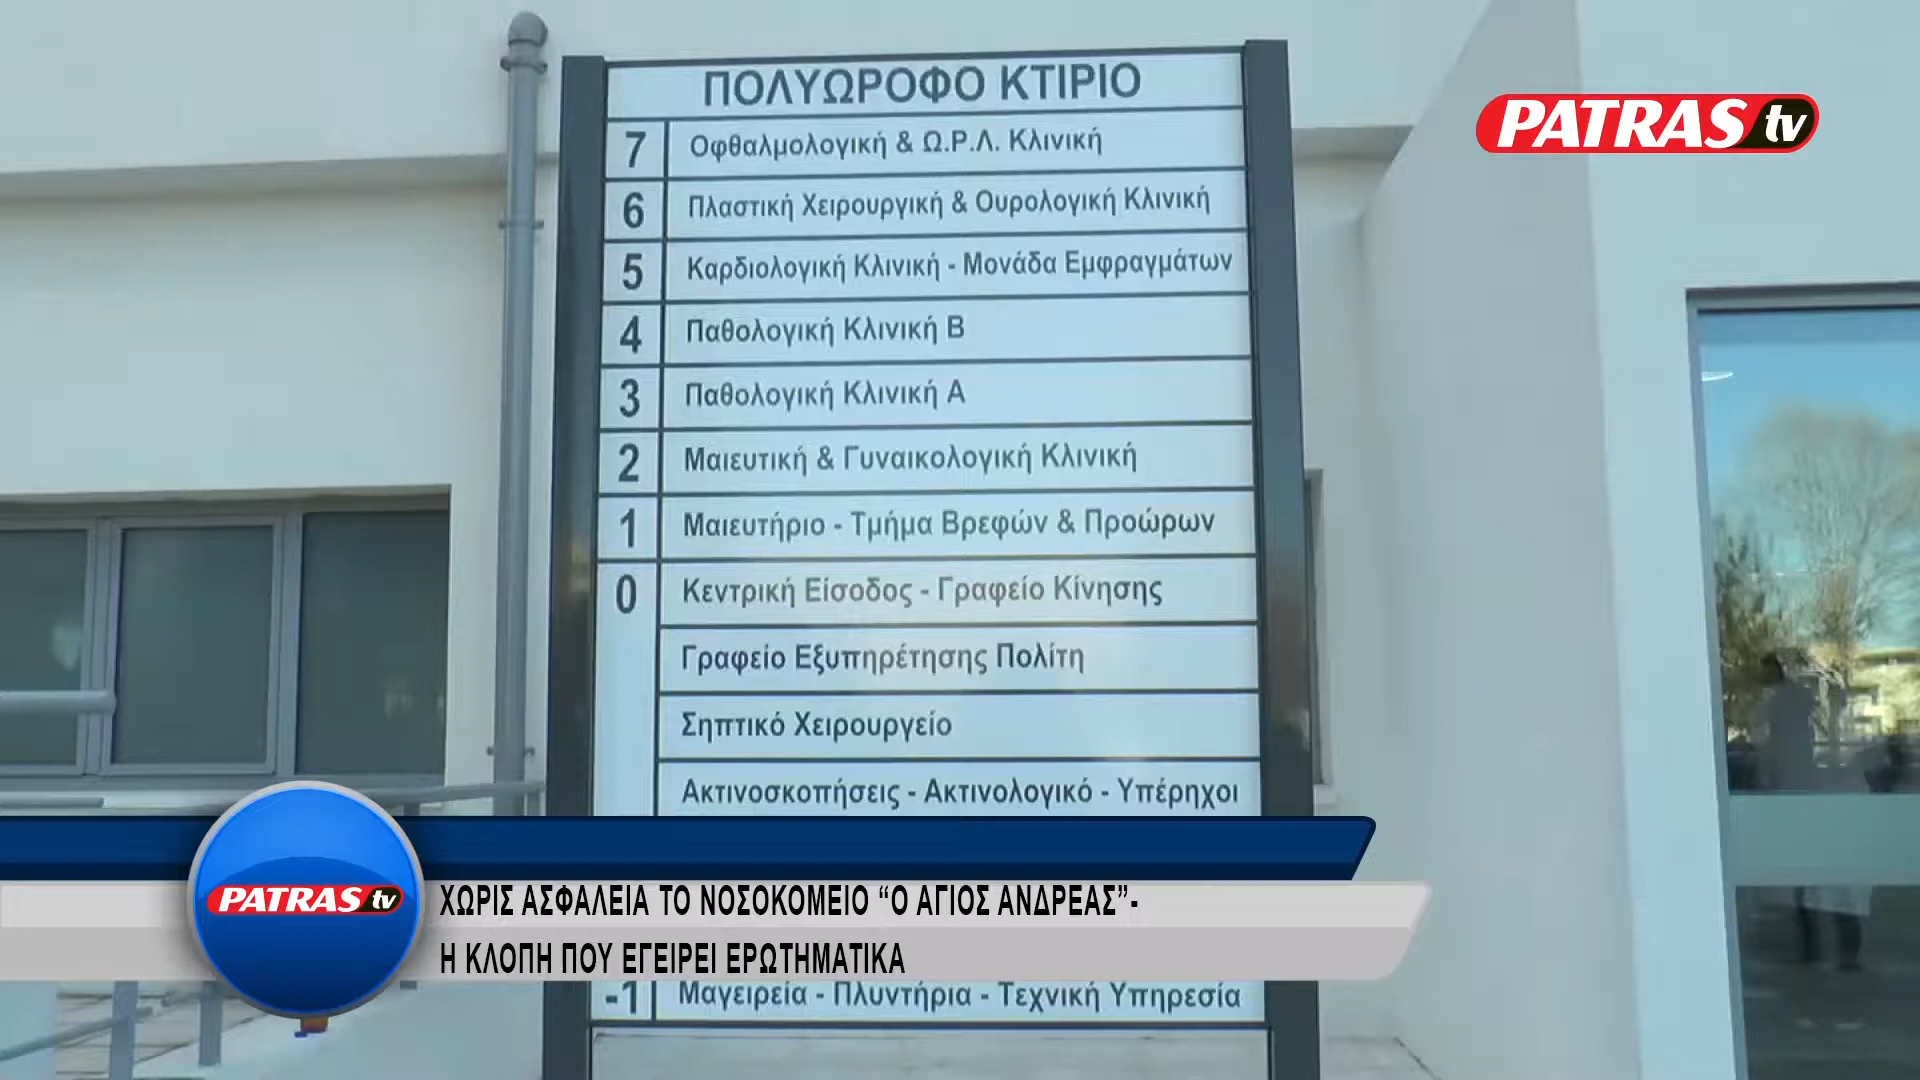 ΠΟΛΥΩΡΟΦΟ ΚΤΙΡΙΟ
PATRAS tv
7 Οφθαλμολογική & Ω.Ρ.Λ. Κλινική
6 Πλαστική Χειρουργική & Ουρολογική Κλινική
5 Καρδιολογική Κλινική - Μονάδα Εμφραγμάτων
4 Παθολογική Κλινική Β
3 Παθολογική Κλινική Α
2 Μαιευτική & Γυναικολογική Κλινική
1 Μαιευτήριο - Τμήμα Βρεφών & Προώρων
0 Κεντρική Είσοδος - Γραφείο Κίνησης
Γραφείο Εξυπηρέτησης Πολίτη
Σηπτικό Χειρουργείο
Ακτινοσκοπήσεις - Ακτινολογικό - Υπέρηχοι
PATRAS tv
ΧΩΡΙΣ ΑΣΦΑΛΕΙΑ ΤΟ ΝΟΣΟΚΟΜΕΙΟ “Ο ΑΓΙΟΣ ΑΝΔΡΕΑΣ”-
Η ΚΛΟΠΗ ΠΟΥ ΕΓΕΙΡΕΙ ΕΡΩΤΗΜΑΤΙΚΑ
-1 Μαγειρεία - Πλυντήρια - Τεχνική Υπηρεσία